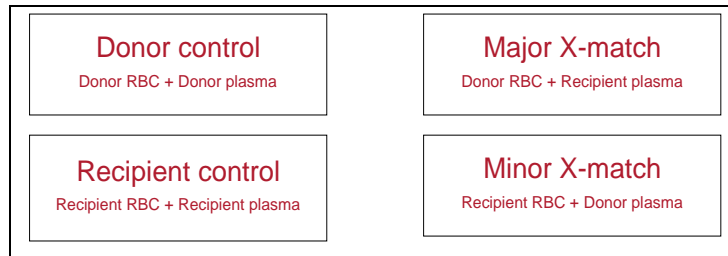 Donor control
Donor RBC + Donor plasma
Major X-match
Donor RBC + Recipient plasma
Recipient control
Recipient RBC + Recipient plasma
Minor X-match
Recipient RBC + Donor plasma